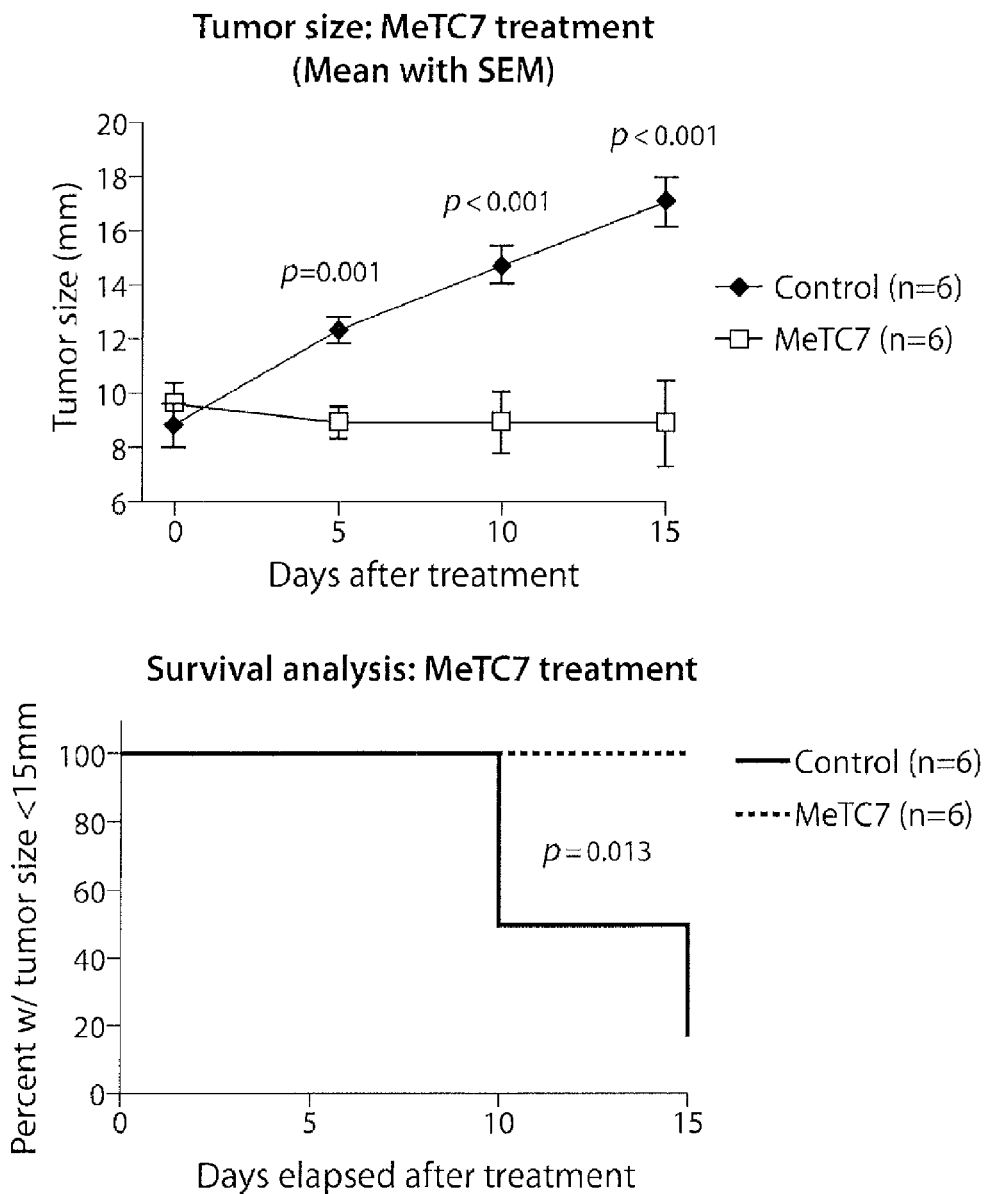 Tumor size: MeTC7 treatment
(Mean with SEM)
Tumor size (mm)
20
18
16
14
12
10
8
6
p=0.001
p<0.001
p<0.001
0
5
10
15
Days after treatment
Control (n=6)
MeTC7 (n=6)
Survival analysis: MeTC7 treatment
Percent w/ tumor size <15mm
100
80
60
40
20
0
p=0.013
0
5
10
15
Days elapsed after treatment
Control (n=6)
MeTC7 (n=6)